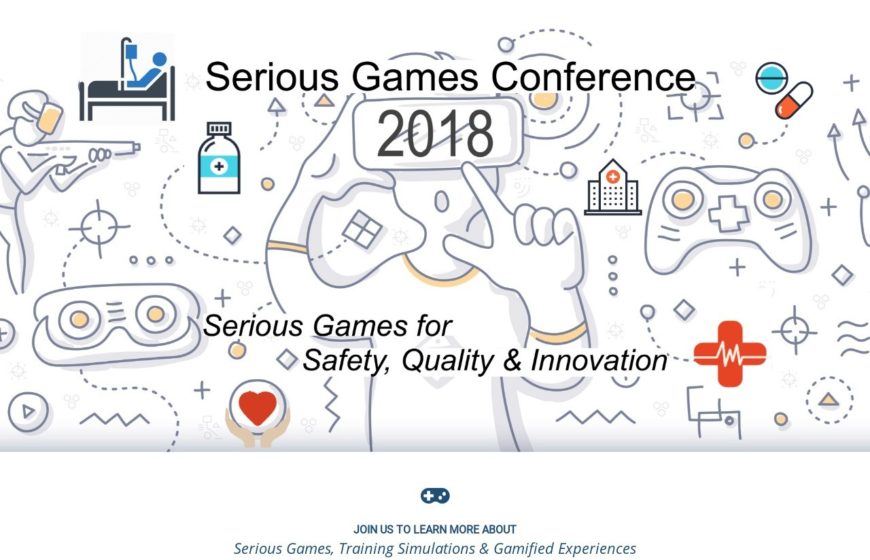 Serious Games Conference
2018
Serious Games for
Safety, Quality & Innovation
JOIN US TO LEARN MORE ABOUT
Serious Games, Training Simulations & Gamified Experiences